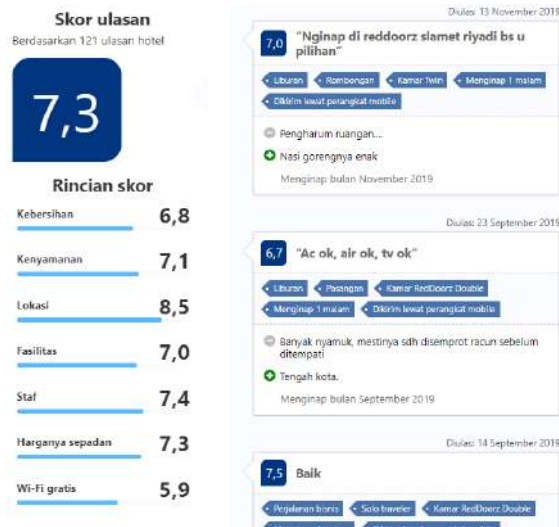 Skor ulasan
Berdasarkan 121 ulasan hotel
7,3
Rincian skor
Kebersihan 6,8
Kenyamanan 7,1
Lokasi 8,5
Fasilitas 7,0
Staf 7,4
Harganya sepadan 7,3
Wi-Fi gratis 5,9
Diulas: 13 November 2019
7,0 "Nginap di reddoorz slamet riyadi bs u
pilihan"
• Liburan • Rombongan • Kamar Twin • Menginap 1 malam
• Dikirim lewat perangkat mobile
Pengharum ruangan...
Nasi gorengnya enak
Menginap bulan November 2019
Diulas: 23 September 2019
6,7 "Ac ok, air ok, tv ok"
• Liburan • Pasangan • Kamar RedDoorz Double
• Menginap 1 malam • Dikirim lewat perangkat mobile
Banyak nyamuk, mestinya sdh disemprot racun sebelum
ditempati
Tengah kota.
Menginap bulan September 2019
Diulas: 14 September 2019
7,5 Baik
• Perjalanan bisnis • Solo traveler • Kamar RedDoorz Double